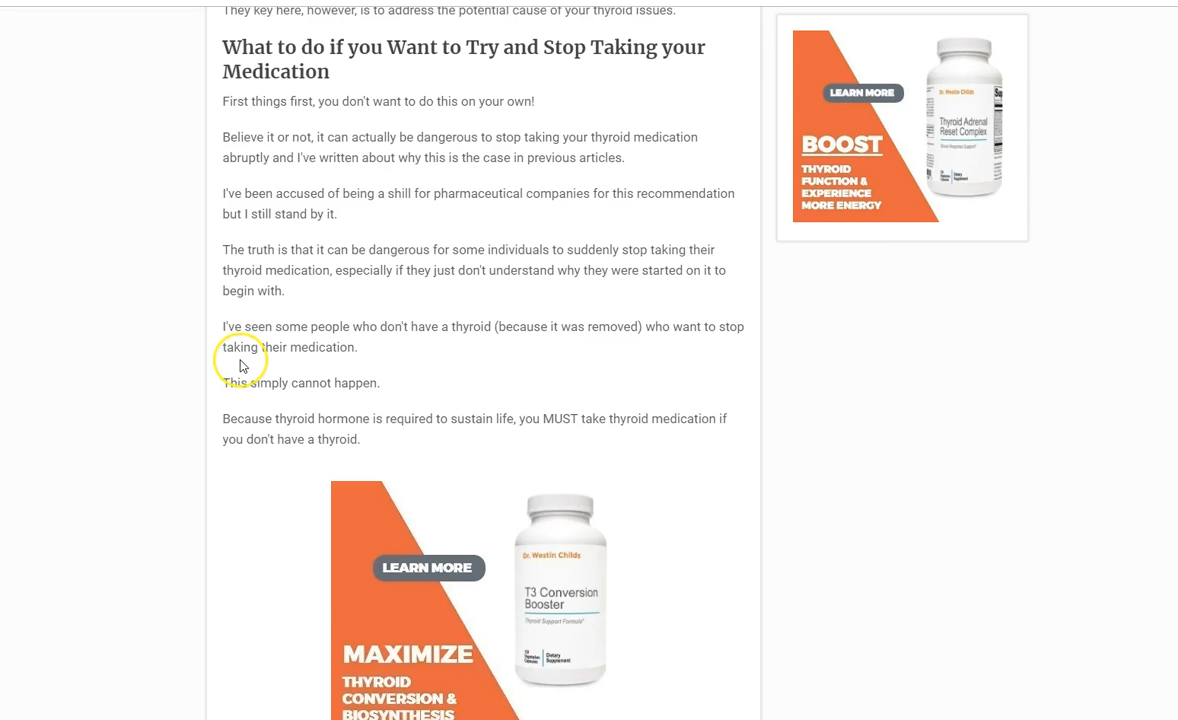 They key here, however, is to address the potential cause of your thyroid issues.
What to do if you Want to Try and Stop Taking your
Medication
First things first, you don't want to do this on your own!
Believe it or not, it can actually be dangerous to stop taking your thyroid medication
abruptly and I've written about why this is the case in previous articles.
I've been accused of being a shill for pharmaceutical companies for this recommendation
but I still stand by it.
The truth is that it can be dangerous for some individuals to suddenly stop taking their
thyroid medication, especially if they just don't understand why they were started on it to
begin with.
I've seen some people who don't have a thyroid (because it was removed) who want to stop
taking their medication.
This simply cannot happen.
Because thyroid hormone is required to sustain life, you MUST take thyroid medication if
you don't have a thyroid.
LEARN MORE
Dr. Westin Childs
T3 Conversion
Booster
Thyroid Support Formula*
Dietary
Supplement
MAXIMIZE
THYROID
CONVERSION &
BIOSYNTHESIS
LEARN MORE
Dr. Westin Childs
Thyroid Adrenal
Reset Complex
BOOST
THYROID
FUNCTION &
EXPERIENCE
MORE ENERGY